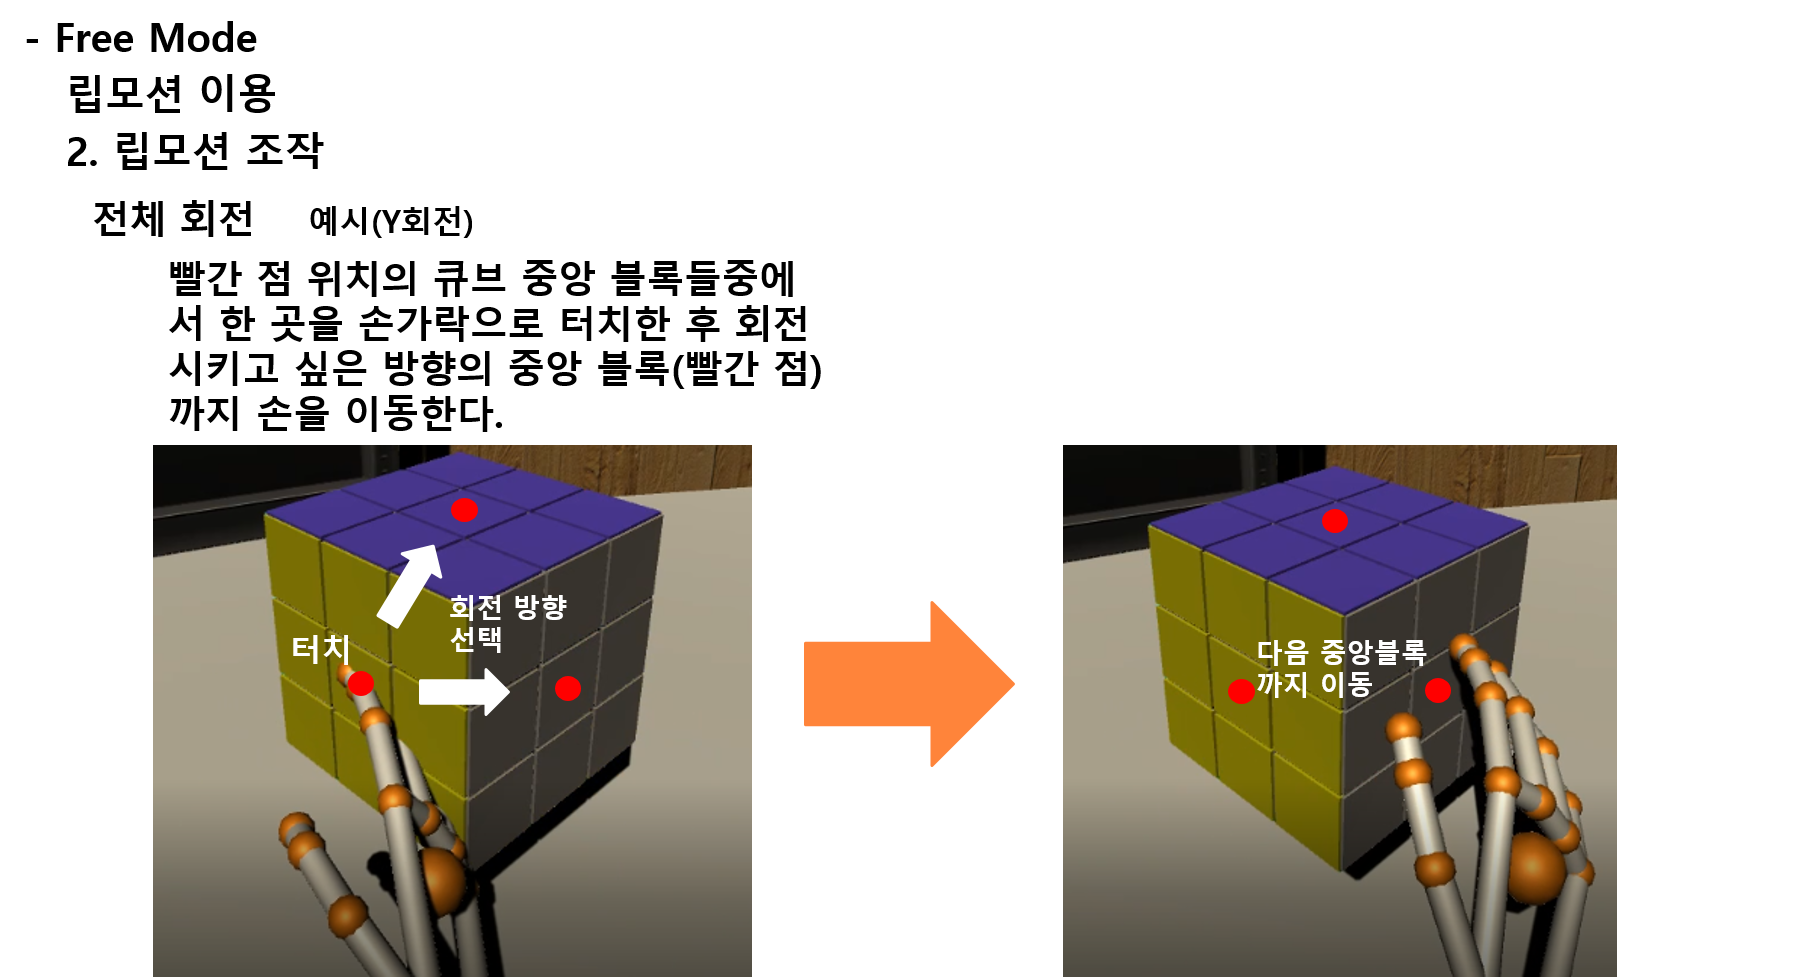 - Free Mode
립모션 이용
2. 립모션 조작
전체 회전 예시(Y회전)
빨간 점 위치의 큐브 중앙 블록들중에
서 한 곳을 손가락으로 터치한 후 회전
시키고 싶은 방향의 중앙 블록(빨간 점)
까지 손을 이동한다.
회전 방향
선택
터치
다음 중앙블록
까지 이동